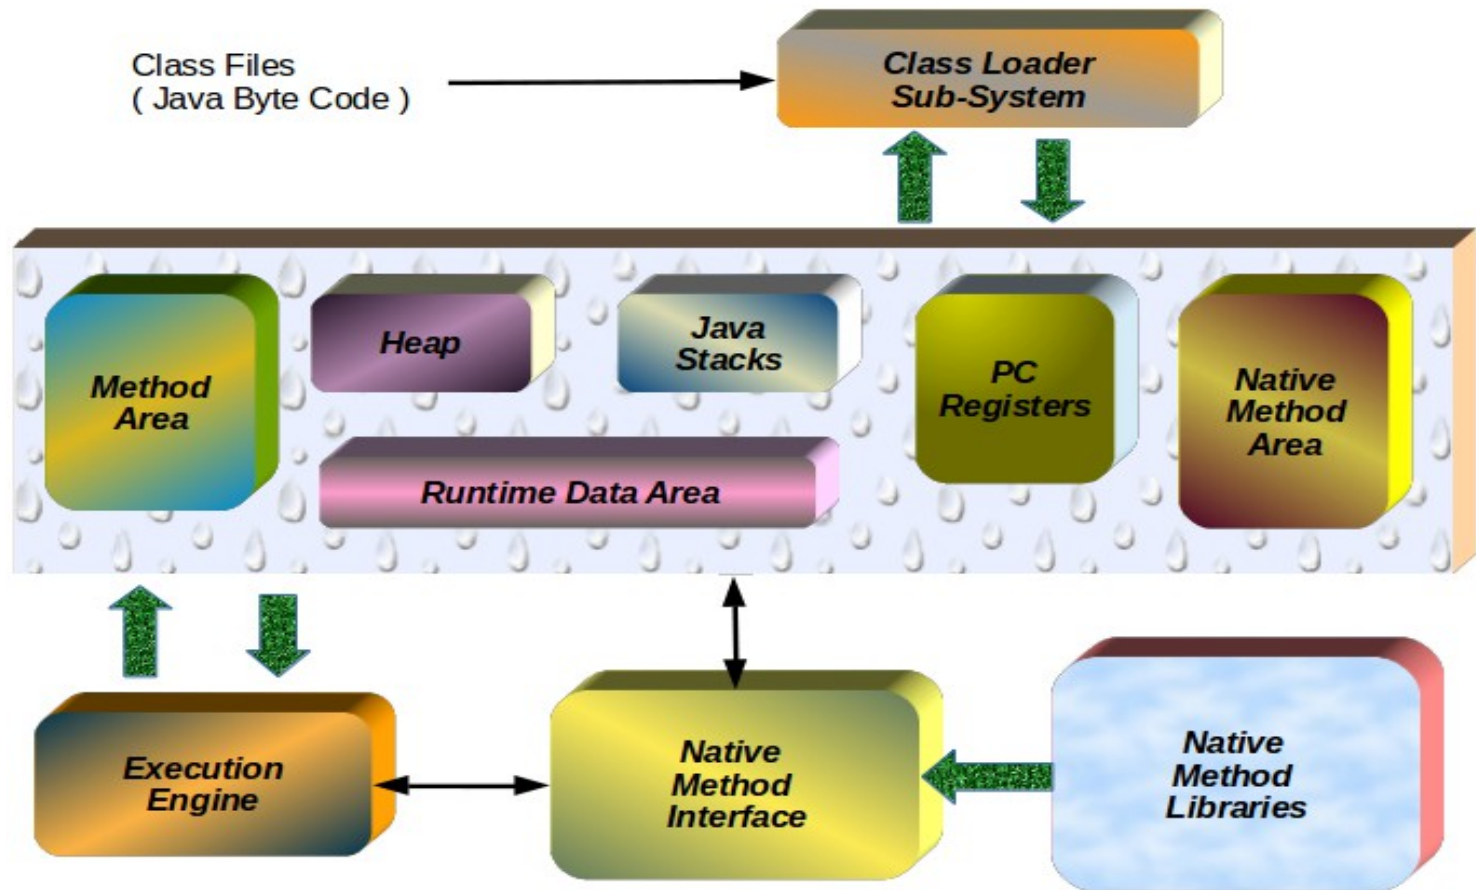 Class Files
( Java Byte Code )
Class Loader
Sub-System
Method
Area
Heap
Java
Stacks
PC
Registers
Native
Method
Area
Runtime Data Area
Execution
Engine
Native
Method
Interface
Native
Method
Libraries